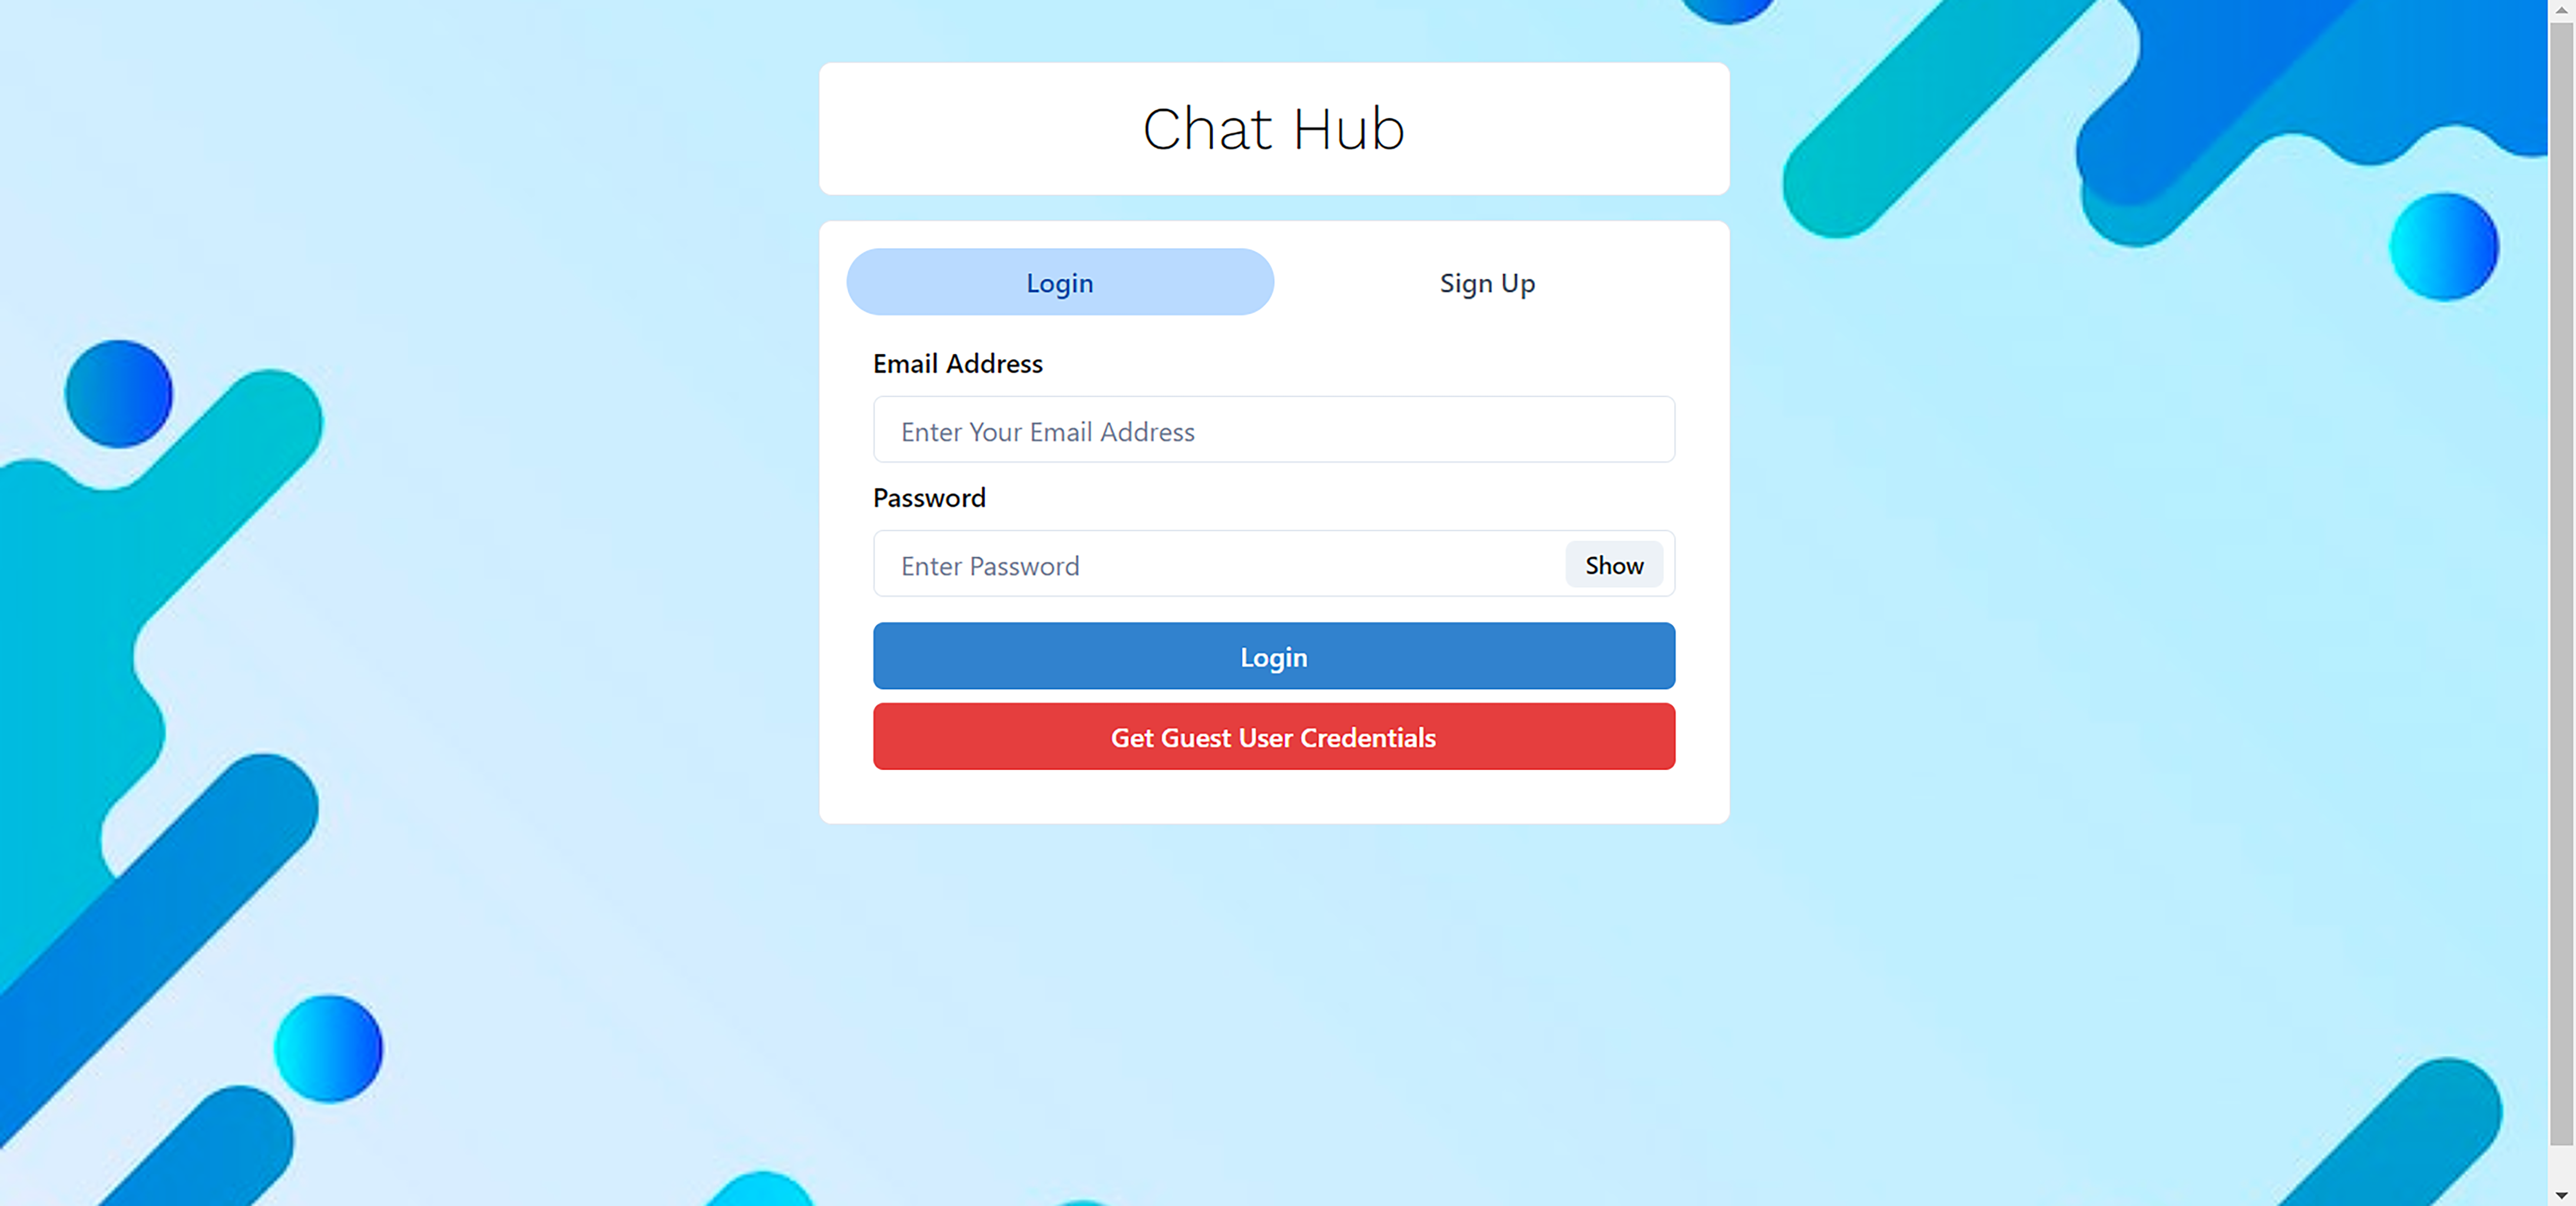 Chat Hub
Login
Sign Up
Email Address
Enter Your Email Address
Password
Enter Password
Show
Login
Get Guest User Credentials